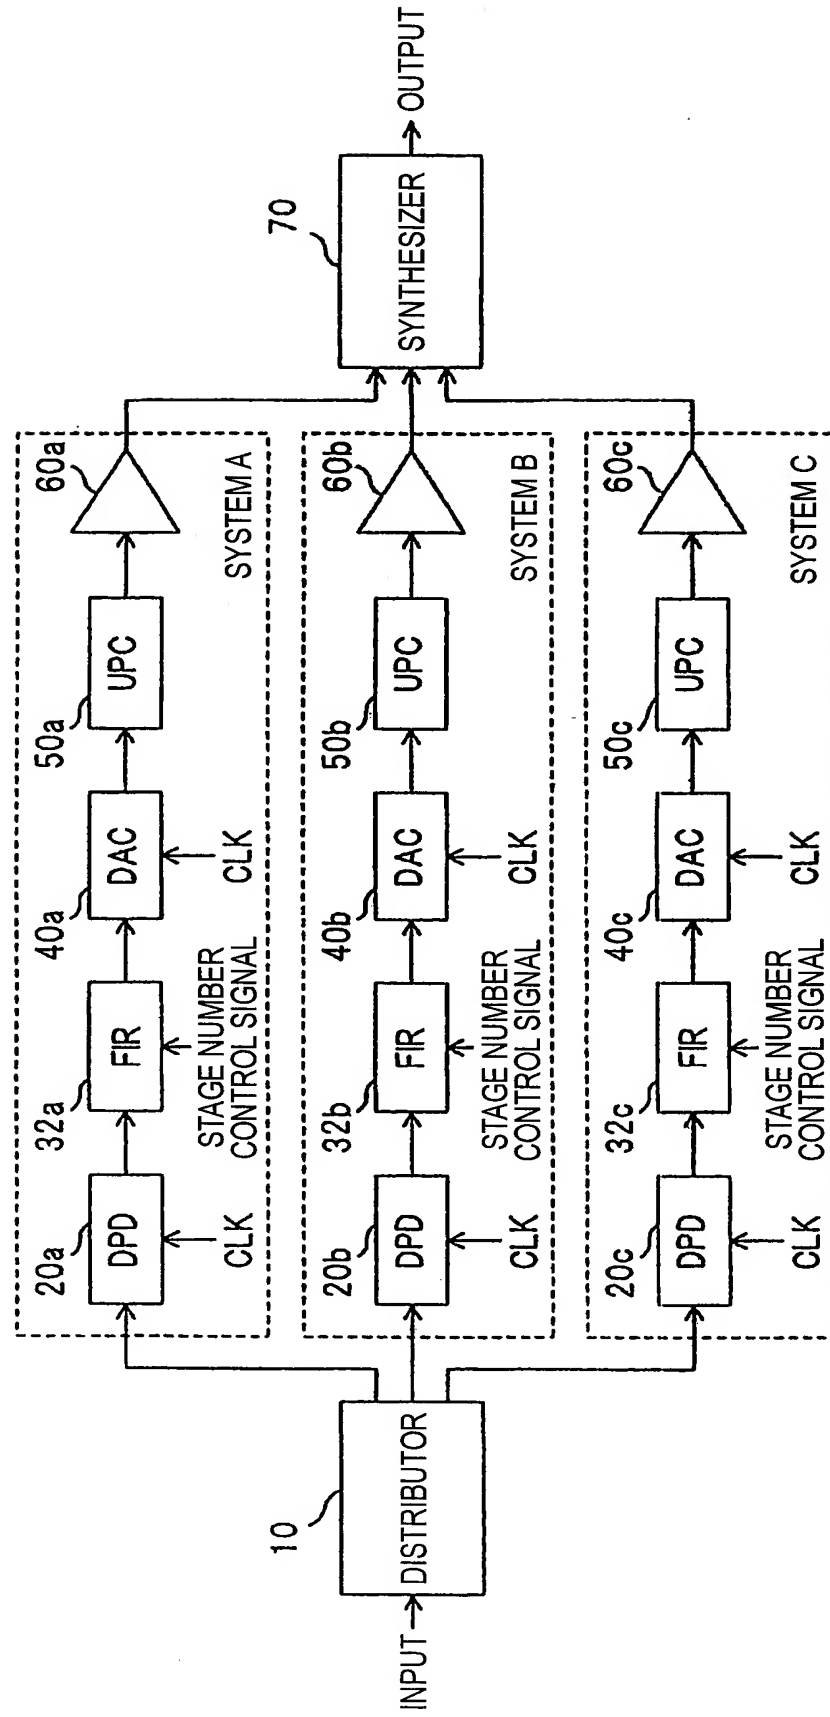 INPUT
10
DISTRIBUTOR
20a
DPD
CLK
32a
FIR
STAGE NUMBER
CONTROL SIGNAL
40a
DAC
CLK
50a
UPC
60a
SYSTEM A
20b
DPD
CLK
32b
FIR
STAGE NUMBER
CONTROL SIGNAL
40b
DAC
CLK
50b
UPC
60b
SYSTEM B
20c
DPD
CLK
32c
FIR
STAGE NUMBER
CONTROL SIGNAL
40c
DAC
CLK
50c
UPC
60c
SYSTEM C
70
SYNTHESIZER
OUTPUT